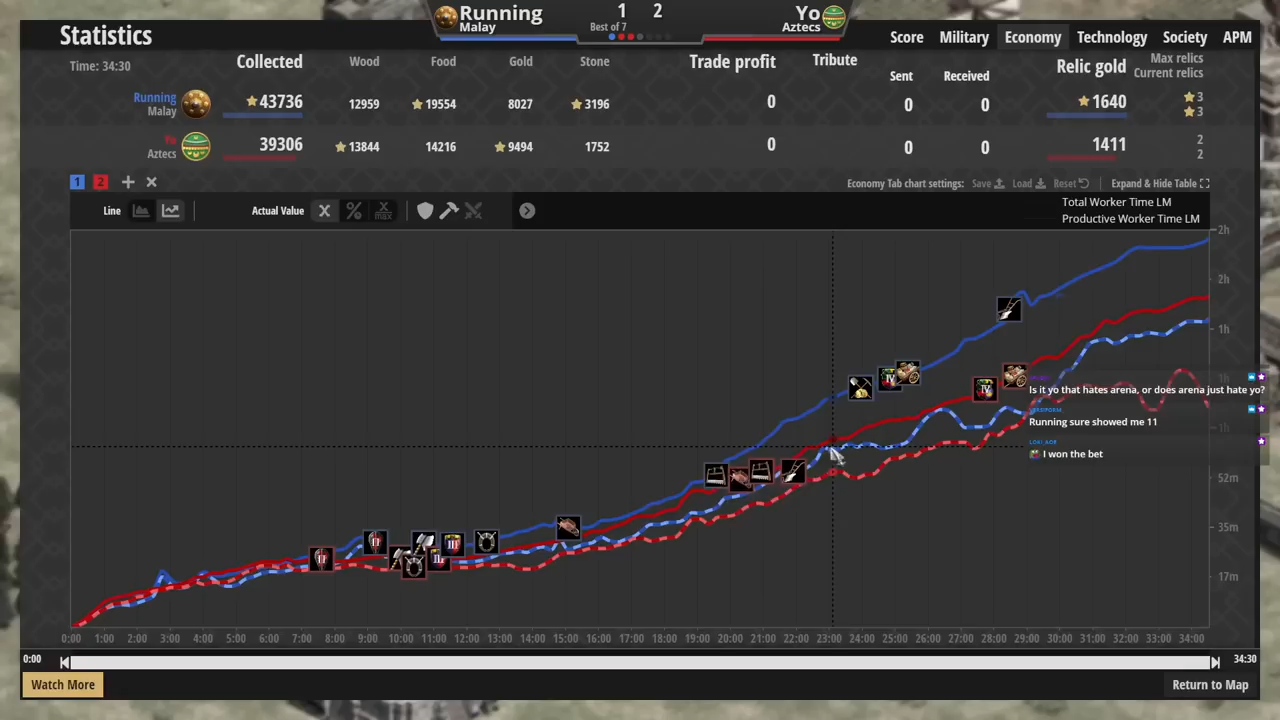 Running
Malay
1 2
Best of 7
Yo
Aztecs
Statistics
Score Military Economy Technology Society APM
Time: 34:30
Collected Wood Food Gold Stone Trade profit Tribute Sent Received Relic gold Max relics
Current relics
Running
Malay
43736 12959 19554 8027 3196 0 0 0 1640 3
3
Yo
Aztecs
39306 13844 14216 9494 1752 0 0 0 1411 2
2
1 2
Economy Tab chart settings: Save Load Reset Expand & Hide Table
Line Actual Value X % X/max
Total Worker Time LM
Productive Worker Time LM
2h
2h
1h
1h
1h
52m
35m
17m
Is it yo that hates arena, or does arena just hate yo?
Running sure showed me 11
I won the bet
0:00 1:00 2:00 3:00 4:00 5:00 6:00 7:00 8:00 9:00 10:00 11:00 12:00 13:00 14:00 15:00 16:00 17:00 18:00 19:00 20:00 21:00 22:00 23:00 24:00 25:00 26:00 27:00 28:00 29:00 30:00 31:00 32:00 33:00 34:00
0:00 34:30
Watch More Return to Map